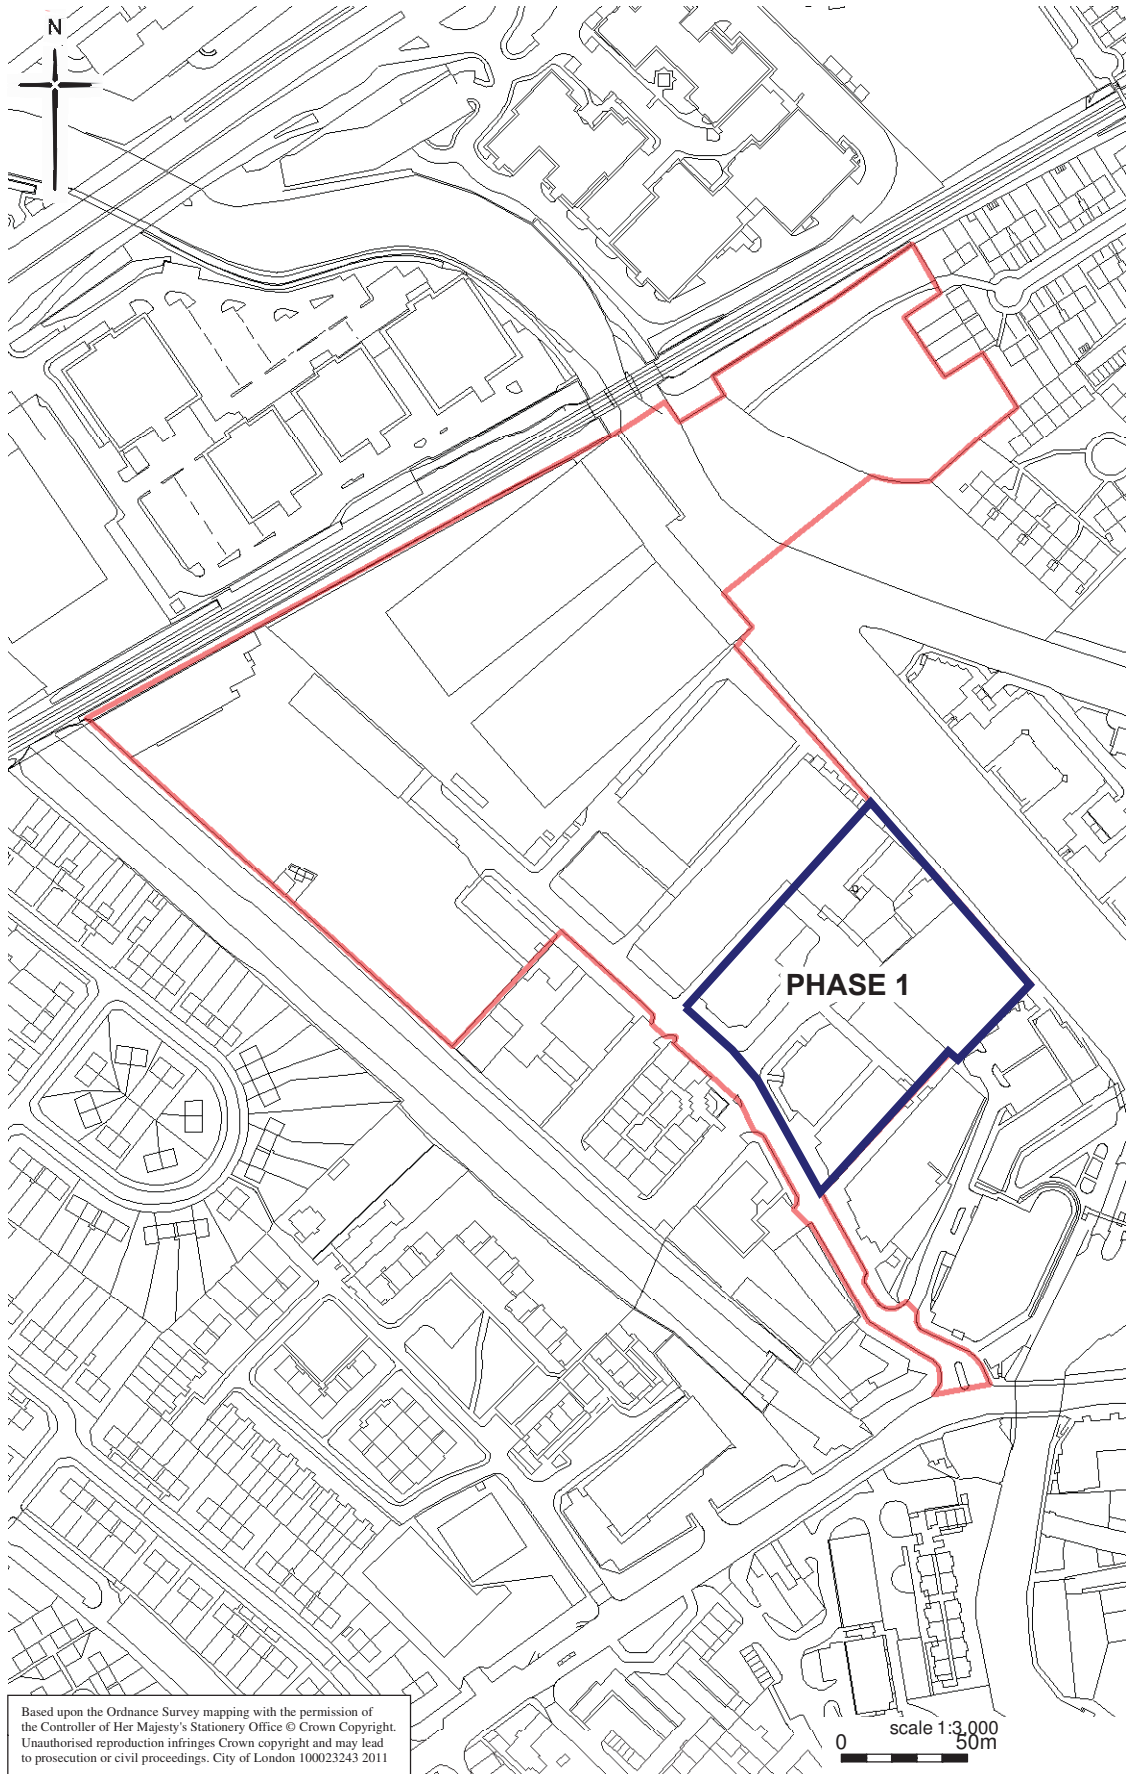 N
PHASE 1
Based upon the Ordnance Survey mapping with the permission of
the Controller of Her Majesty's Stationery Office © Crown Copyright.
Unauthorised reproduction infringes Crown copyright and may lead
to prosecution or civil proceedings. City of London 100023243 2011
scale 1:3,000
0 50m